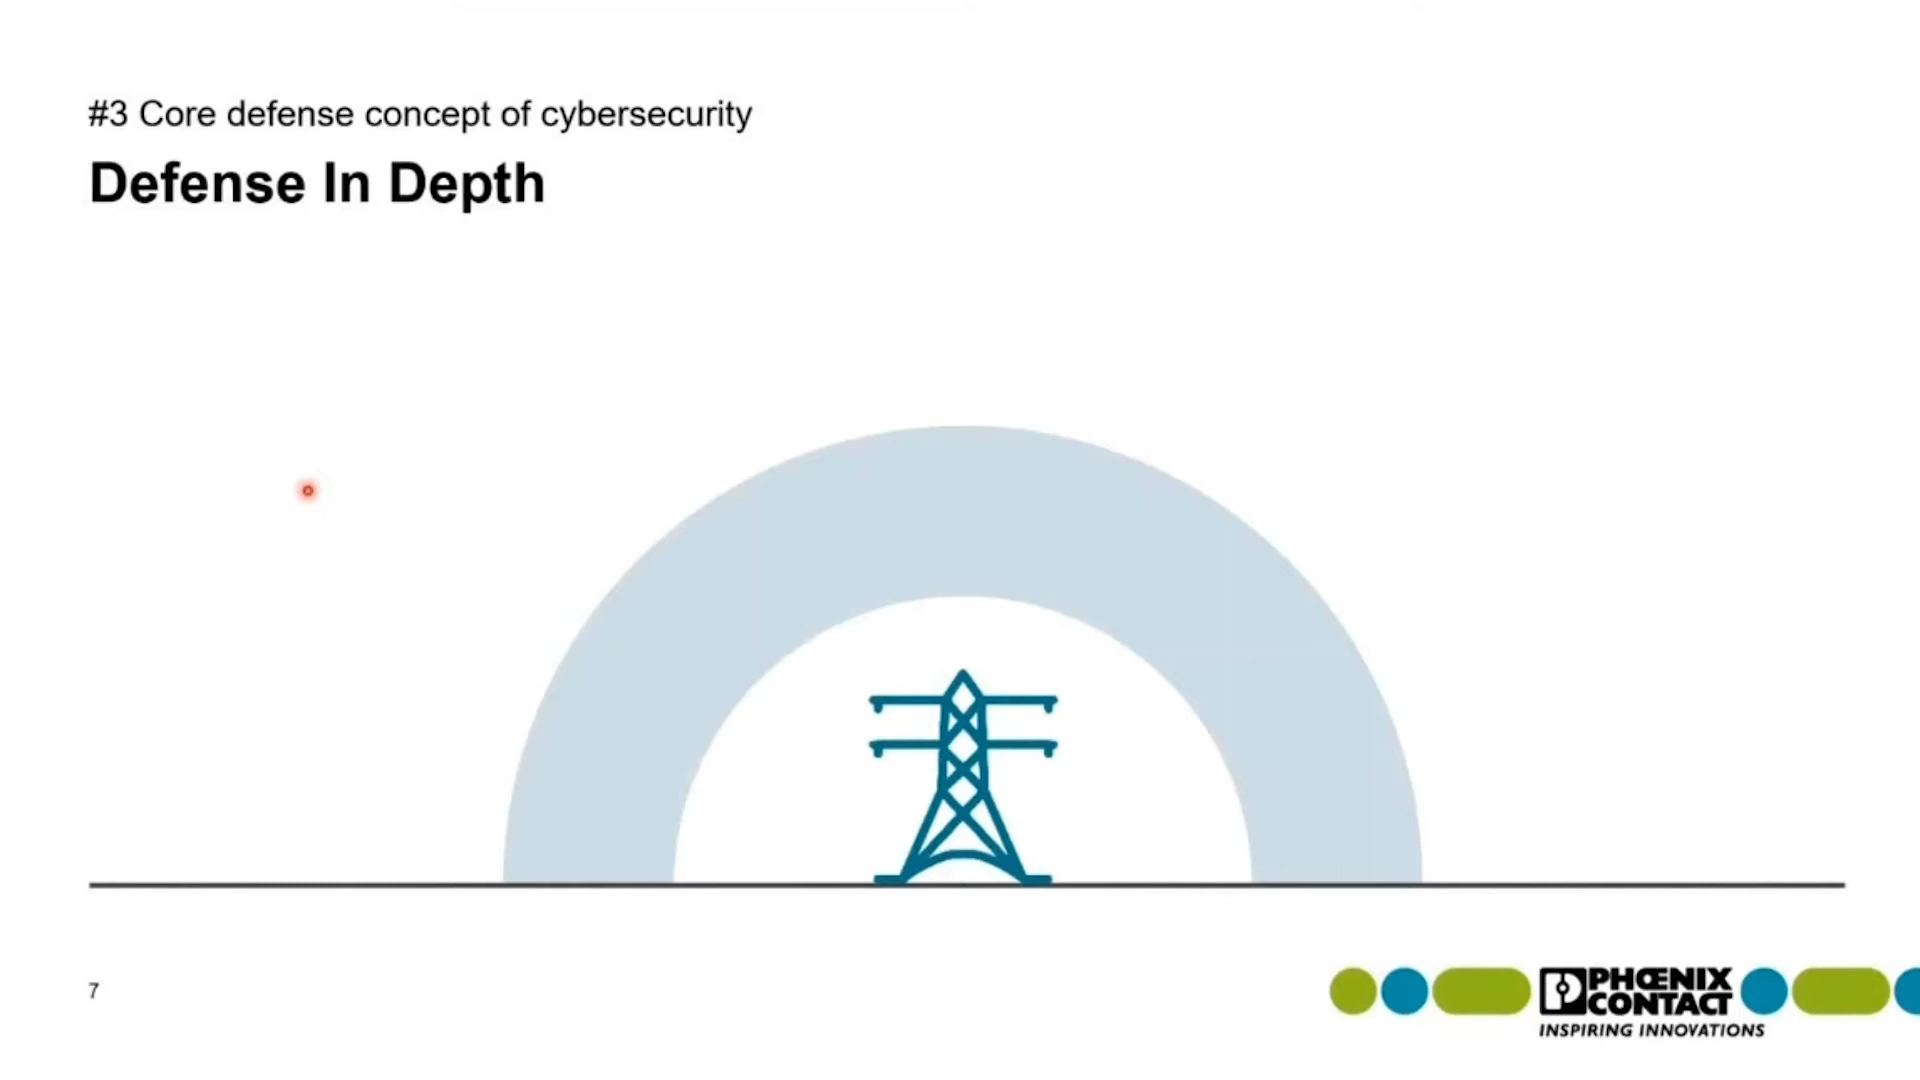 #3 Core defense concept of cybersecurity
Defense In Depth
7
PHŒNIX
CONTACT
INSPIRING INNOVATIONS